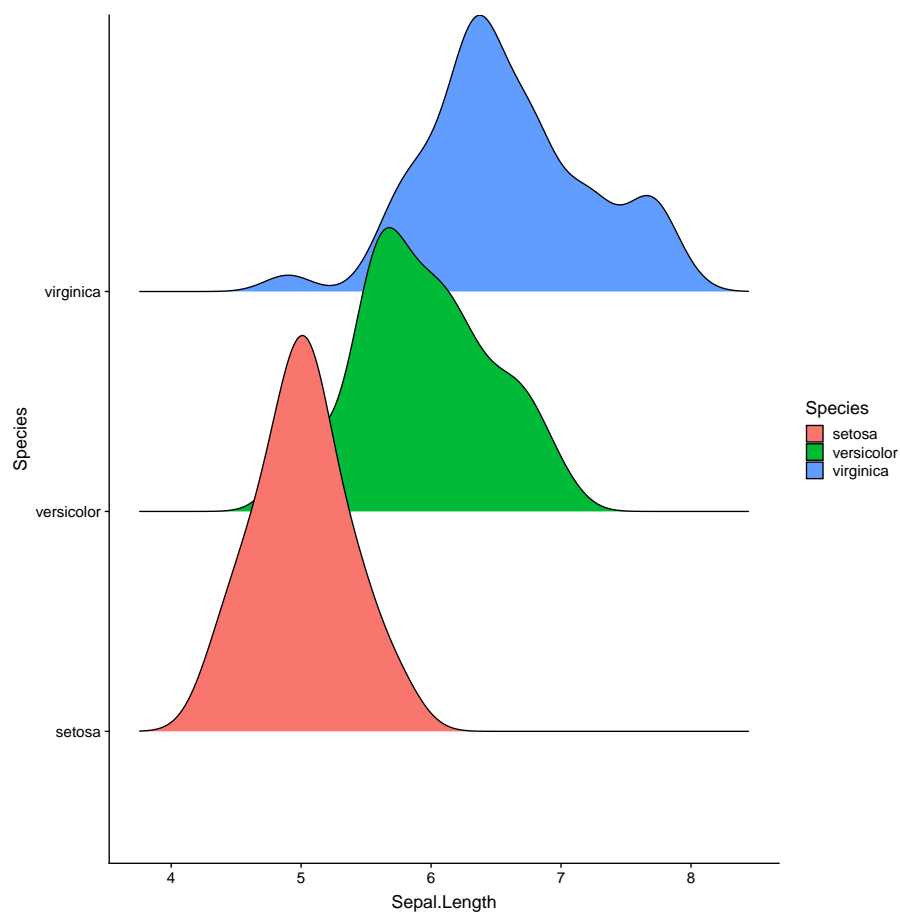 virginica
versicolor
setosa
Species
4 5 6 7 8
Sepal.Length
Species
setosa
versicolor
virginica